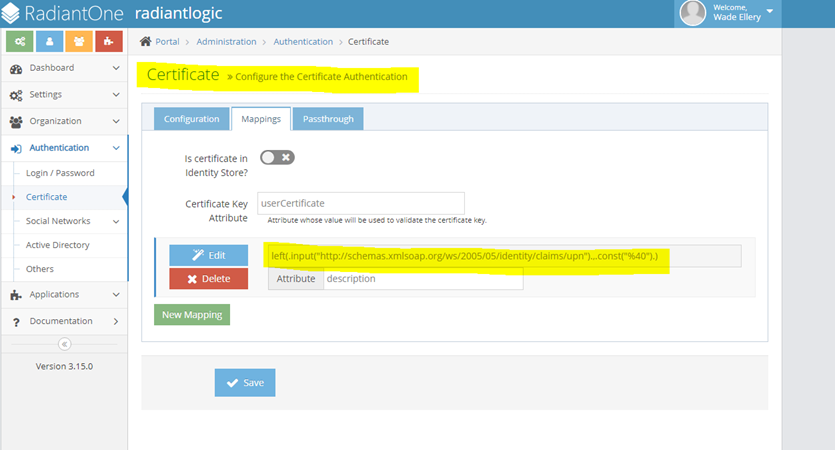 RadiantOne radiantlogic
Welcome,
Wade Ellery
Portal > Administration > Authentication > Certificate
Dashboard
Settings
Organization
Authentication
Login / Password
Certificate
Social Networks
Active Directory
Others
Applications
? Documentation
Version 3.15.0
Certificate » Configure the Certificate Authentication
Configuration Mappings Passthrough
Is certificate in
Identity Store?
Certificate Key
Attribute
userCertificate
Attribute whose value will be used to validate the certificate key.
Edit
left(.input("http://schemas.xmlsoap.org/ws/2005/05/identity/claims/upn"),.,.const("%40").)
Delete
Attribute description
New Mapping
Save